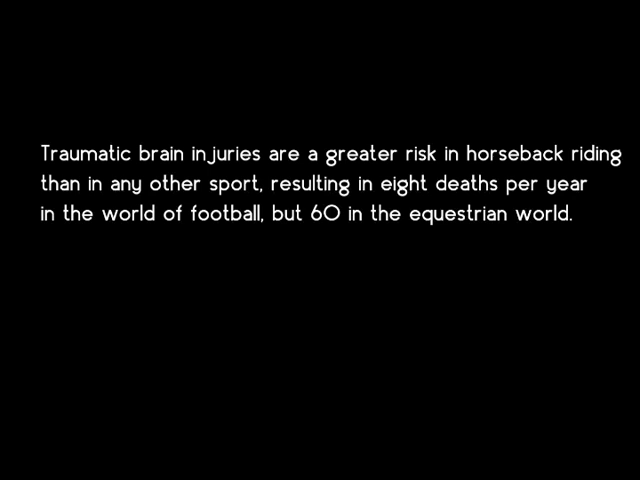 Traumatic brain injuries are a greater risk in horseback riding
than in any other sport, resulting in eight deaths per year
in the world of football, but 60 in the equestrian world.